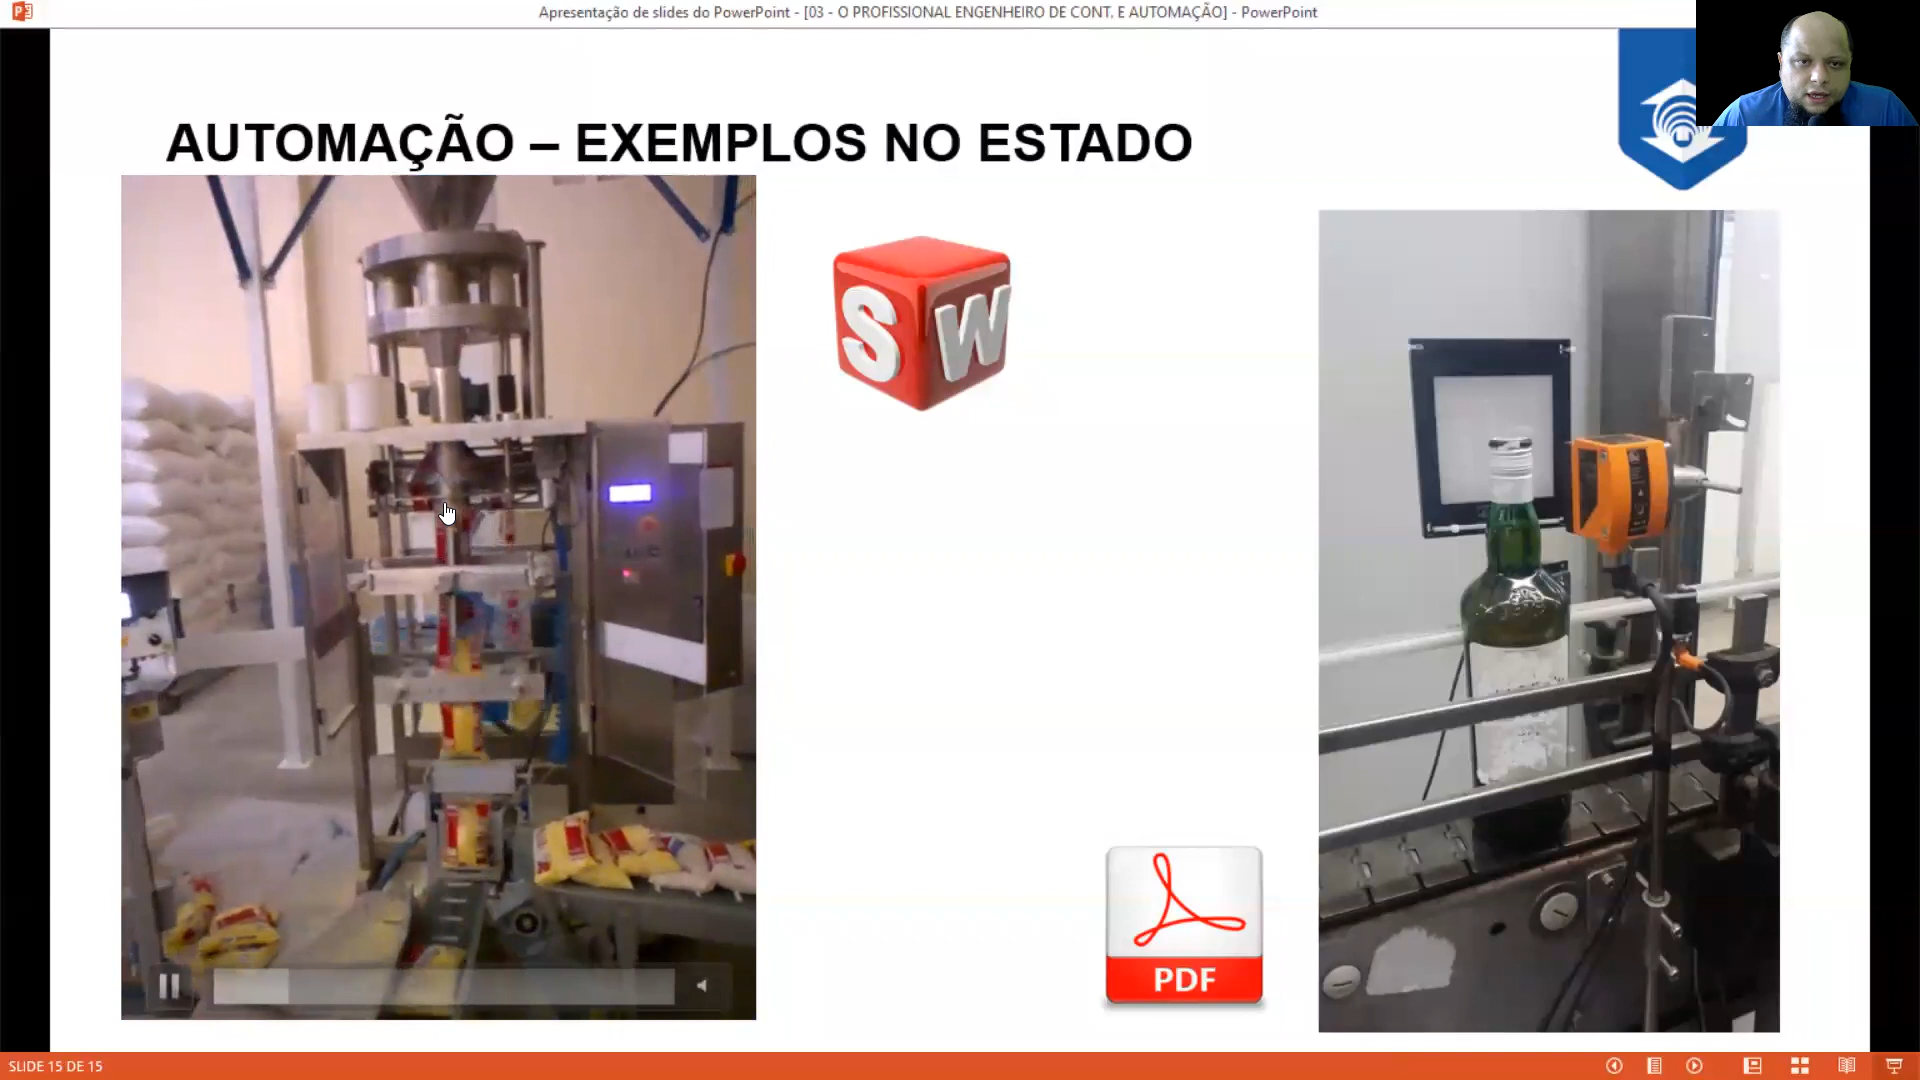 Apresentação de slides do PowerPoint - [03 - O PROFISSIONAL ENGENHEIRO DE CONT. E AUTOMAÇÃO] - PowerPoint
AUTOMAÇÃO – EXEMPLOS NO ESTADO
S W
PDF
SLIDE 15 DE 15